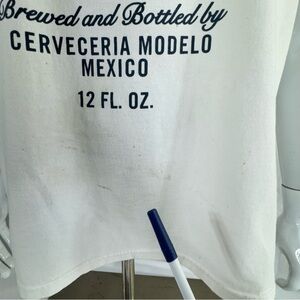 Brewed and Bottled by
CERVECERIA MODELO
MEXICO
12 FL. OZ.